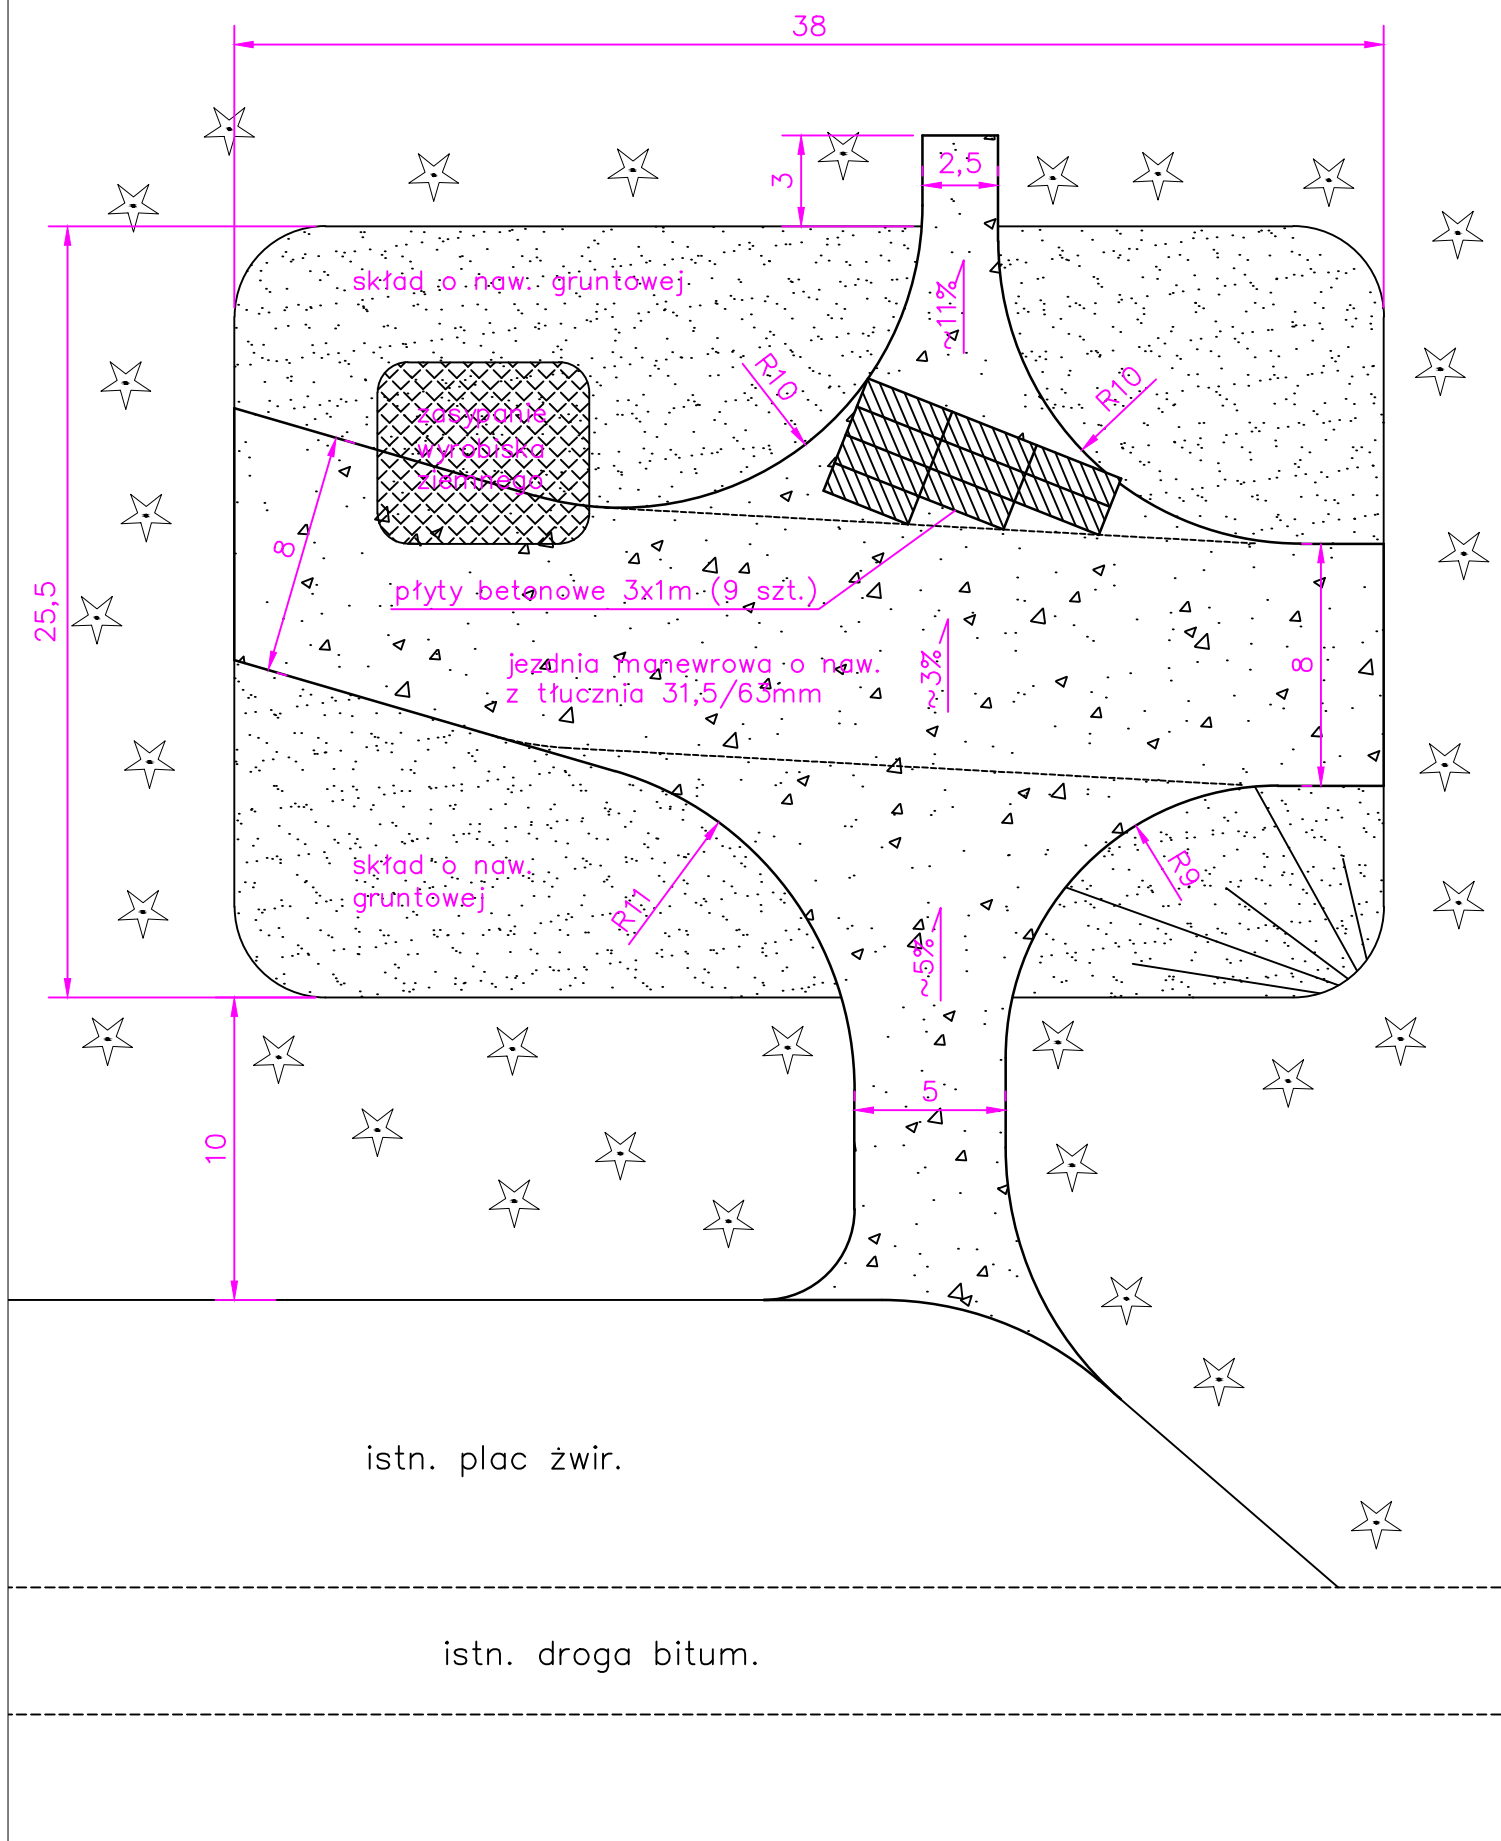 38
3
2,5
skład o naw. gruntowej
~11%
R10
R10
zasypanie
wyrobiska
ziemnego
8
25,5
płyty betonowe 3x1m (9 szt.)
jezdnia manewrowa o naw.
z tłucznia 31,5/63mm
~3%
8
skład o naw.
gruntowej
R11
R9
~5%
5
10
istn. plac żwir.
istn. droga bitum.